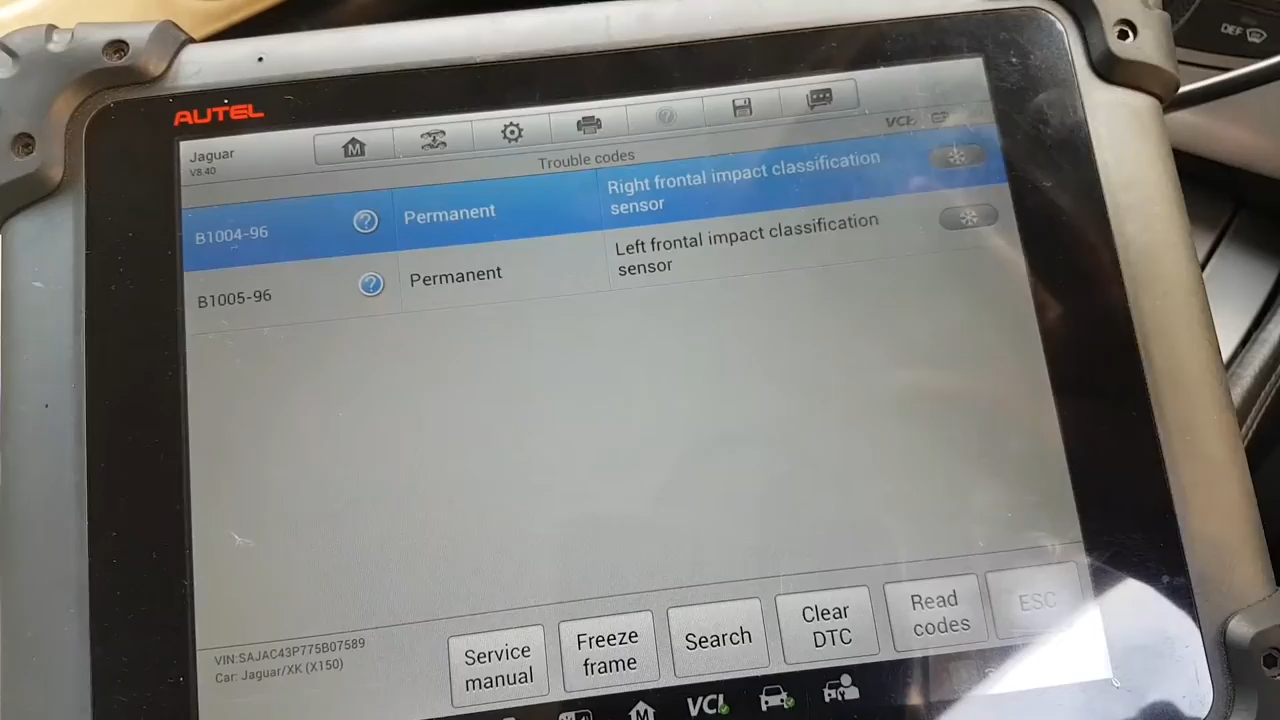 DEF
AUTEL
Jaguar
V8.40
M
VCI
Trouble codes
B1004-96
?
Permanent
Right frontal impact classification
sensor
B1005-96
?
Permanent
Left frontal impact classification
sensor
VIN:SAJAC43P775B07589
Car: Jaguar/XK (X150)
Service
manual
Freeze
frame
Search
Clear
DTC
Read
codes
ESC
M
VCI